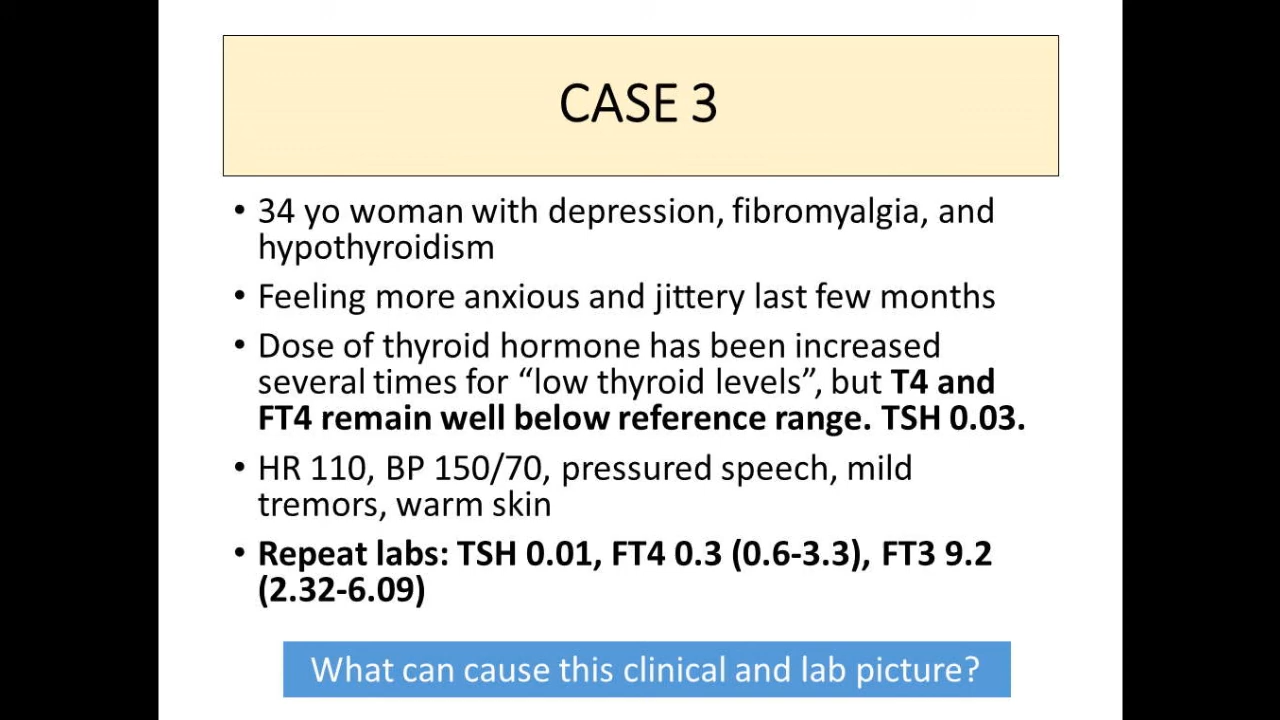 CASE 3
• 34 yo woman with depression, fibromyalgia, and
hypothyroidism
• Feeling more anxious and jittery last few months
• Dose of thyroid hormone has been increased
several times for “low thyroid levels”, but T4 and
FT4 remain well below reference range. TSH 0.03.
• HR 110, BP 150/70, pressured speech, mild
tremors, warm skin
• Repeat labs: TSH 0.01, FT4 0.3 (0.6-3.3), FT3 9.2
(2.32-6.09)
What can cause this clinical and lab picture?